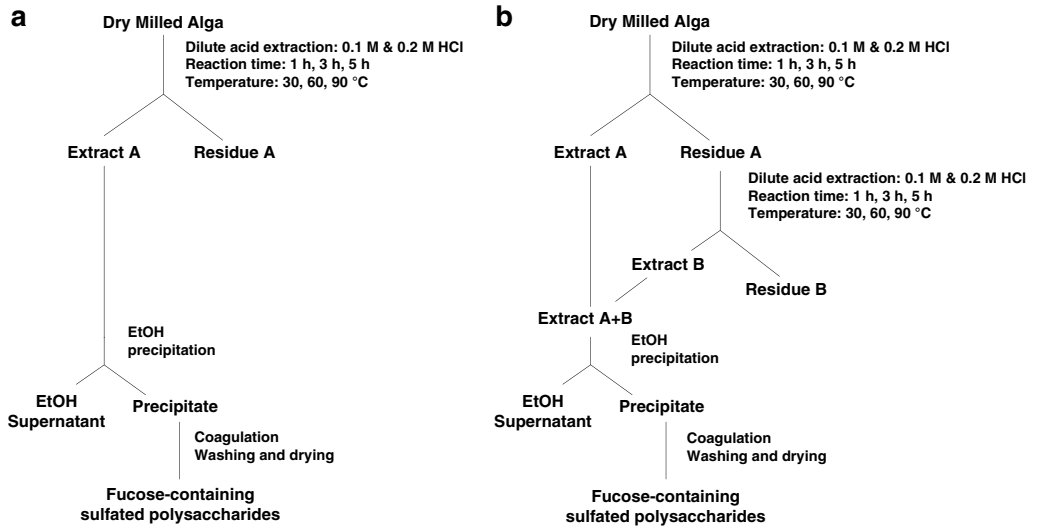 a
Dry Milled Alga
Dilute acid extraction: 0.1 M & 0.2 M HCl
Reaction time: 1 h, 3 h, 5 h
Temperature: 30, 60, 90 °C
Extract A
Residue A
EtOH
precipitation
EtOH
Supernatant
Precipitate
Coagulation
Washing and drying
Fucose-containing
sulfated polysaccharides
b
Dry Milled Alga
Dilute acid extraction: 0.1 M & 0.2 M HCl
Reaction time: 1 h, 3 h, 5 h
Temperature: 30, 60, 90 °C
Extract A
Residue A
Dilute acid extraction: 0.1 M & 0.2 M HCl
Reaction time: 1 h, 3 h, 5 h
Temperature: 30, 60, 90 °C
Extract B
Residue B
Extract A+B
EtOH
precipitation
EtOH
Supernatant
Precipitate
Coagulation
Washing and drying
Fucose-containing
sulfated polysaccharides